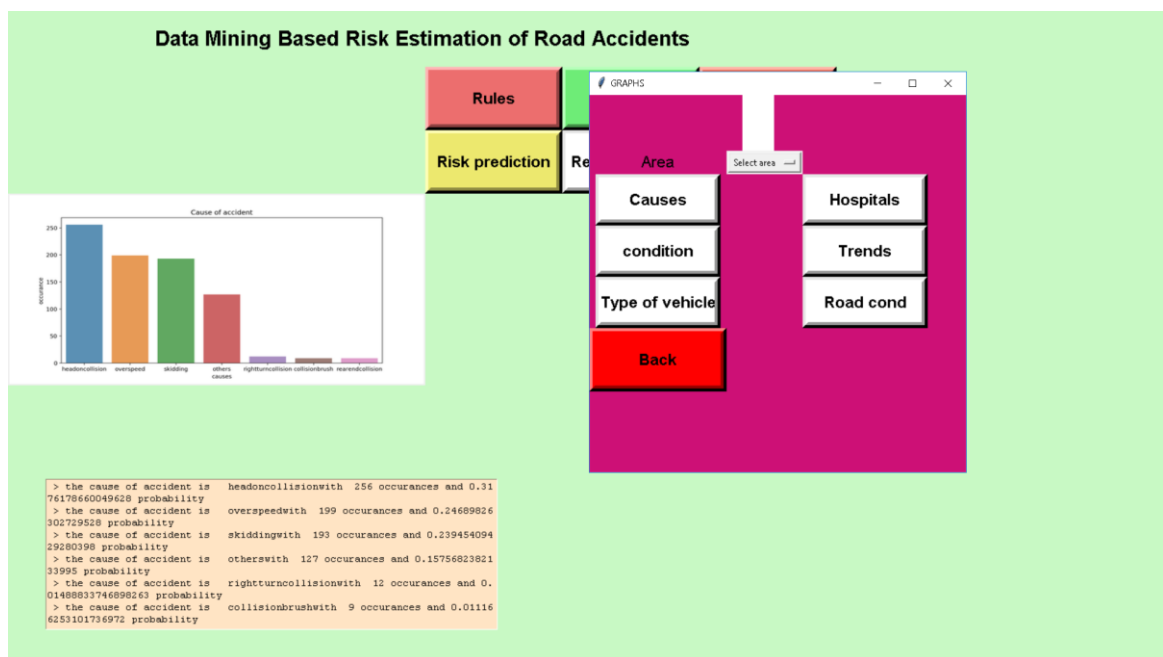 Data Mining Based Risk Estimation of Road Accidents
Rules
Risk prediction
Re
GRAPHS
Area
Select area
Causes
Hospitals
condition
Trends
Type of vehicle
Road cond
Back
Cause of accident
250
200
150
100
50
0
occurance
headoncollision overspeed skidding others rightturncollision collisionbrush rearendcollision
causes
> the cause of accident is headoncollisionwith 256 occurances and 0.31
76178660049628 probability
> the cause of accident is overspeedwith 199 occurances and 0.24689826
302729528 probability
> the cause of accident is skiddingwith 193 occurances and 0.239454094
29280398 probability
> the cause of accident is otherswith 127 occurances and 0.15756823821
33995 probability
> the cause of accident is rightturncollisionwith 12 occurances and 0.
01488833746898263 probability
> the cause of accident is collisionbrushwith 9 occurances and 0.01116
6253101736972 probability